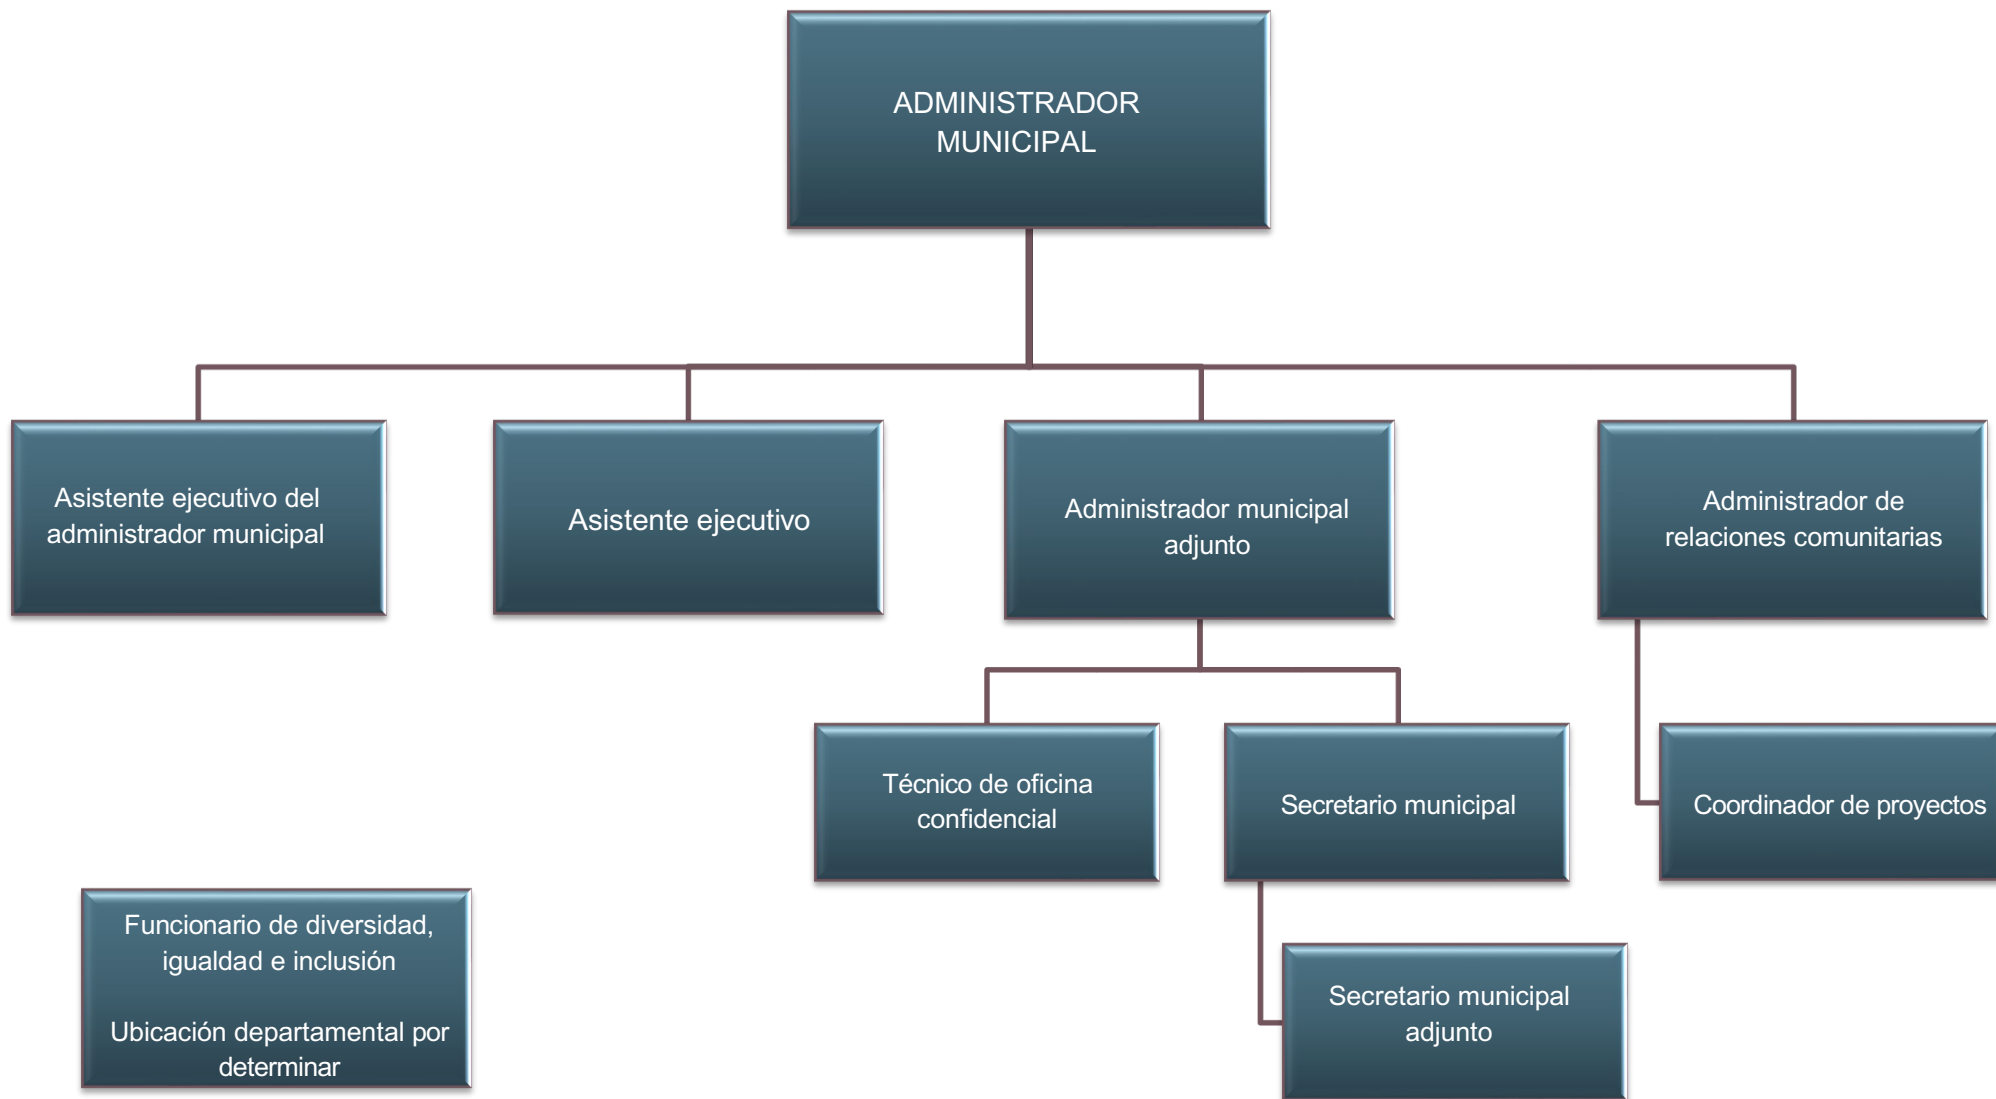 ADMINISTRADOR
MUNICIPAL
Asistente ejecutivo del
administrador municipal
Asistente ejecutivo
Administrador municipal
adjunto
Administrador de
relaciones comunitarias
Técnico de oficina
confidencial
Secretario municipal
Coordinador de proyectos
Funcionario de diversidad,
igualdad e inclusión
Ubicación departamental por
determinar
Secretario municipal
adjunto